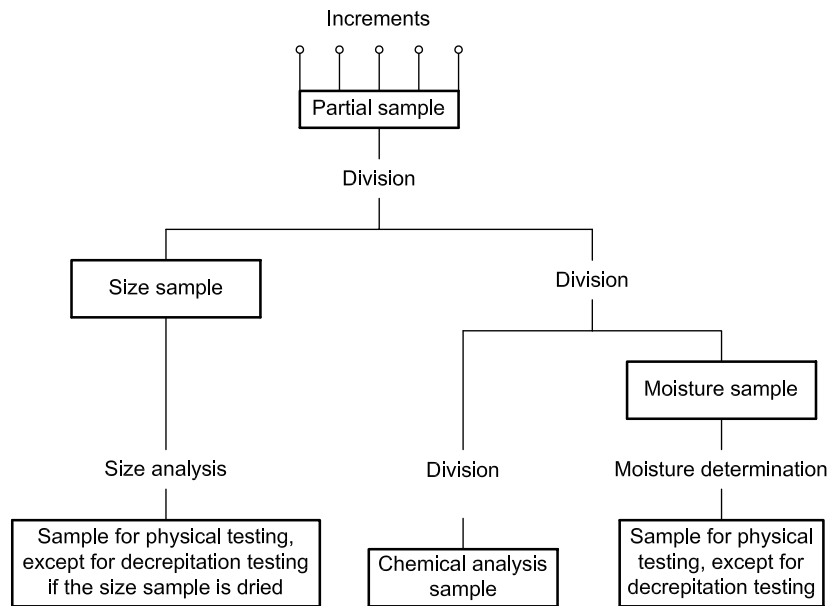 Increments
Partial sample
Division
Size sample
Division
Moisture sample
Size analysis
Division
Moisture determination
Sample for physical testing,
except for decrepitation testing
if the size sample is dried
Chemical analysis
sample
Sample for physical
testing, except for
decrepitation testing